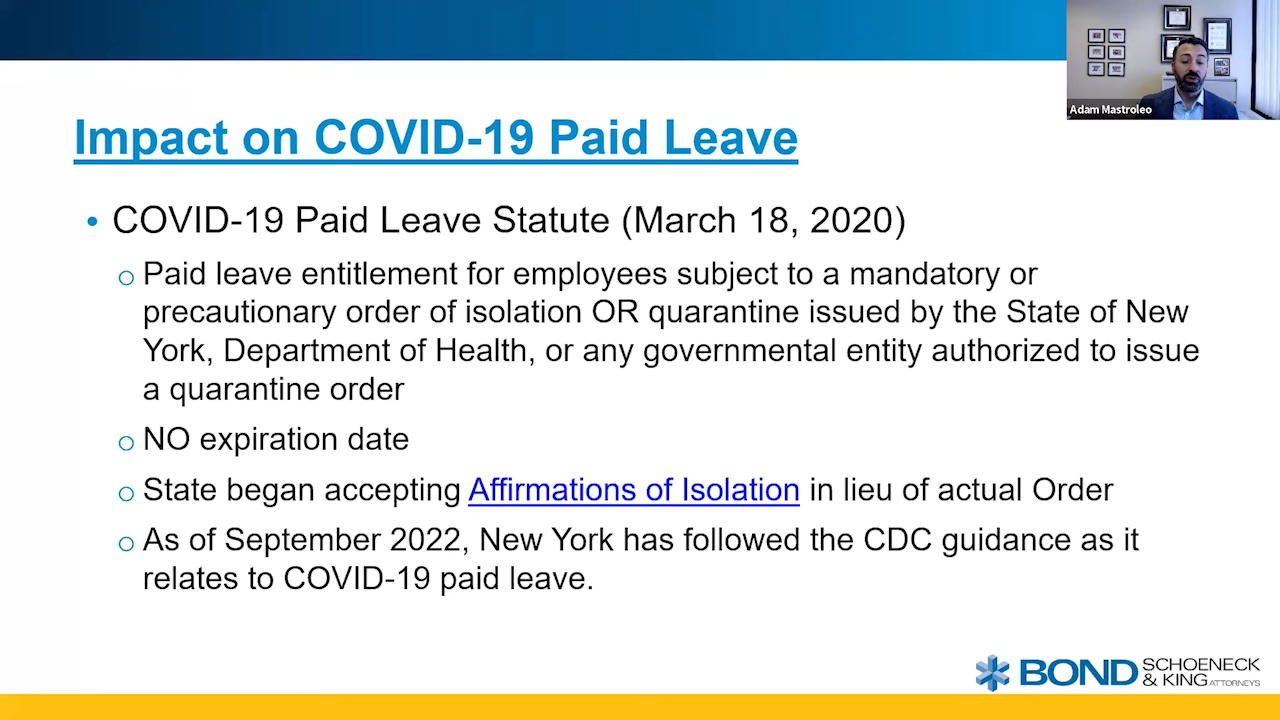 Adam Mastroleo
Impact on COVID-19 Paid Leave
• COVID-19 Paid Leave Statute (March 18, 2020)
o Paid leave entitlement for employees subject to a mandatory or
precautionary order of isolation OR quarantine issued by the State of New
York, Department of Health, or any governmental entity authorized to issue
a quarantine order
o NO expiration date
o State began accepting Affirmations of Isolation in lieu of actual Order
o As of September 2022, New York has followed the CDC guidance as it
relates to COVID-19 paid leave.
BOND SCHOENECK
& KING ATTORNEYS